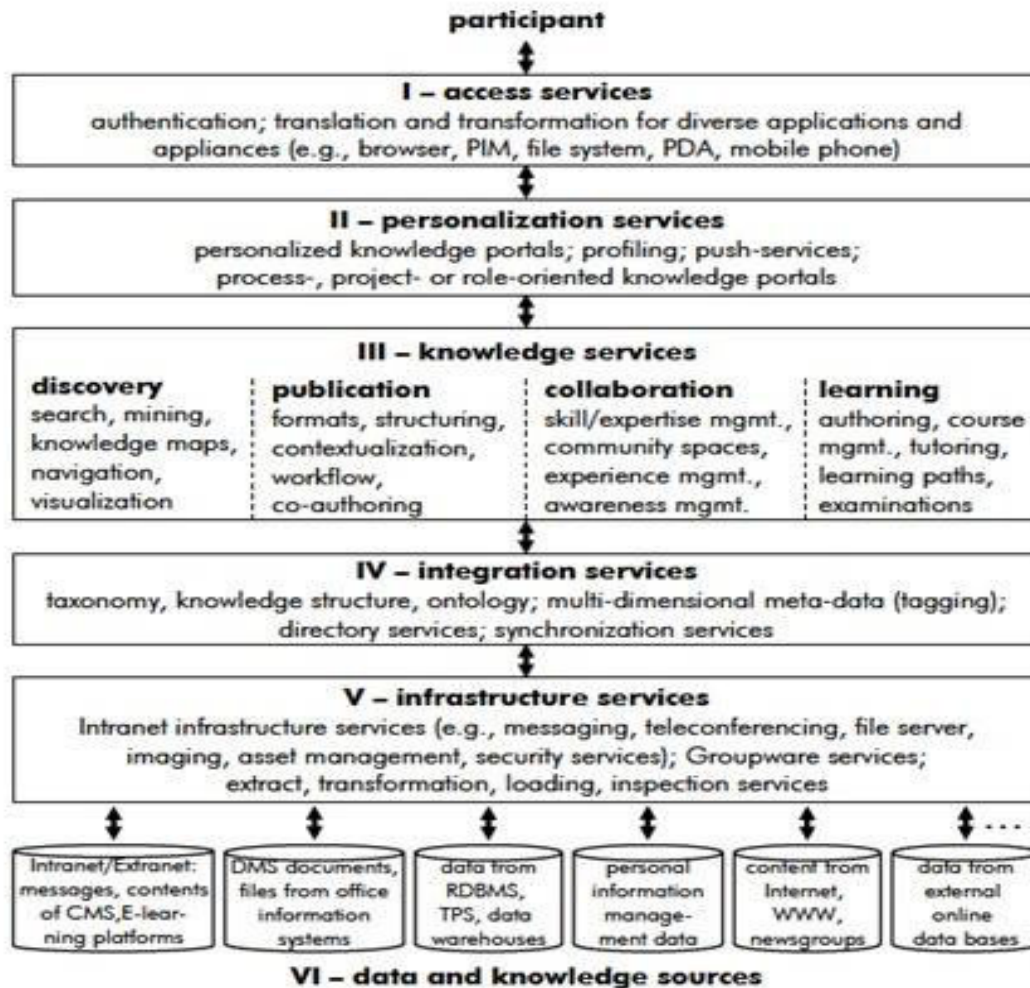 participant
I – access services
authentication; translation and transformation for diverse applications and
appliances (e.g., browser, PIM, file system, PDA, mobile phone)
II – personalization services
personalized knowledge portals; profiling; push-services;
process-, project- or role-oriented knowledge portals
III – knowledge services
discovery
search, mining,
knowledge maps,
navigation,
visualization
publication
formats, structuring,
contextualization,
workflow,
co-authoring
collaboration
skill/expertise mgmt.,
community spaces,
experience mgmt.,
awareness mgmt.
learning
authoring, course
mgmt., tutoring,
learning paths,
examinations
IV – integration services
taxonomy, knowledge structure, ontology; multi-dimensional meta-data (tagging);
directory services; synchronization services
V – infrastructure services
Intranet infrastructure services (e.g., messaging, teleconferencing, file server,
imaging, asset management, security services); Groupware services;
extract, transformation, loading, inspection services
Intranet/Extranet:
messages, contents
of CMS,E-lear-
ning platforms
DMS documents,
files from office
information
systems
data from
RDBMS,
TPS, data
warehouses
personal
information
manage-
ment data
content from
Internet,
WWW,
newsgroups
data from
external
online
data bases
VI – data and knowledge sources